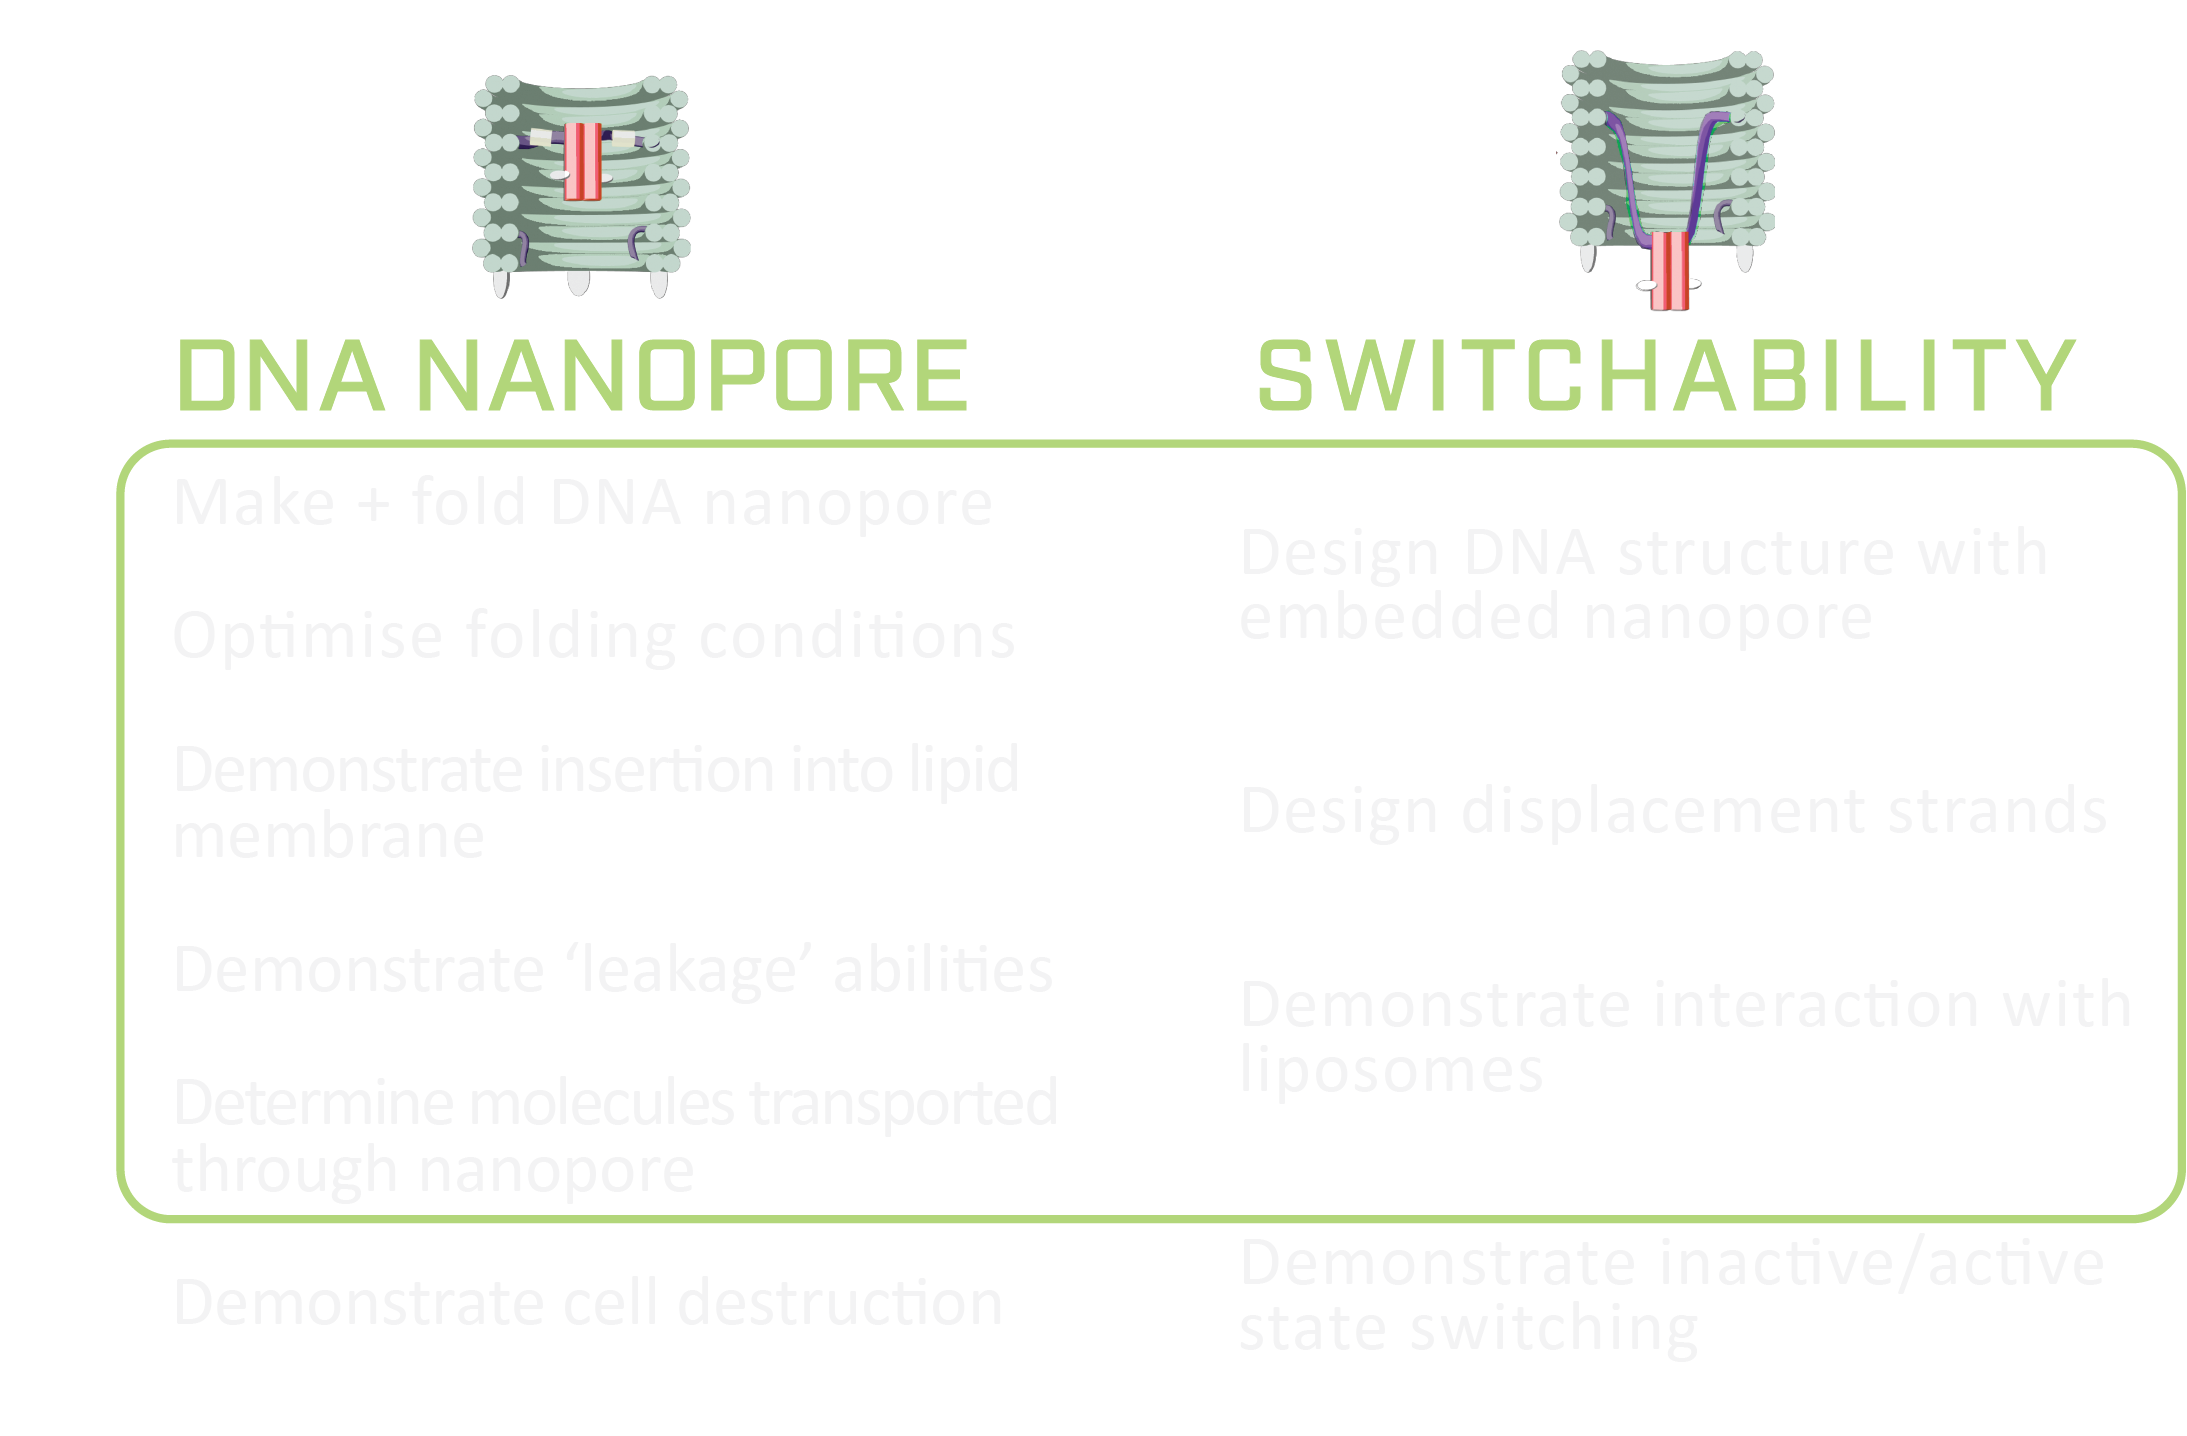 DNA NANOPORE
Make + fold DNA nanopore
Optimise folding conditions
Demonstrate insertion into lipid
membrane
Demonstrate ‘leakage’ abilities
Determine molecules transported
through nanopore
Demonstrate cell destruction
SWITCHABILITY
Design DNA structure with
embedded nanopore
Design displacement strands
Demonstrate interaction with
liposomes
Demonstrate inactive/active
state switching